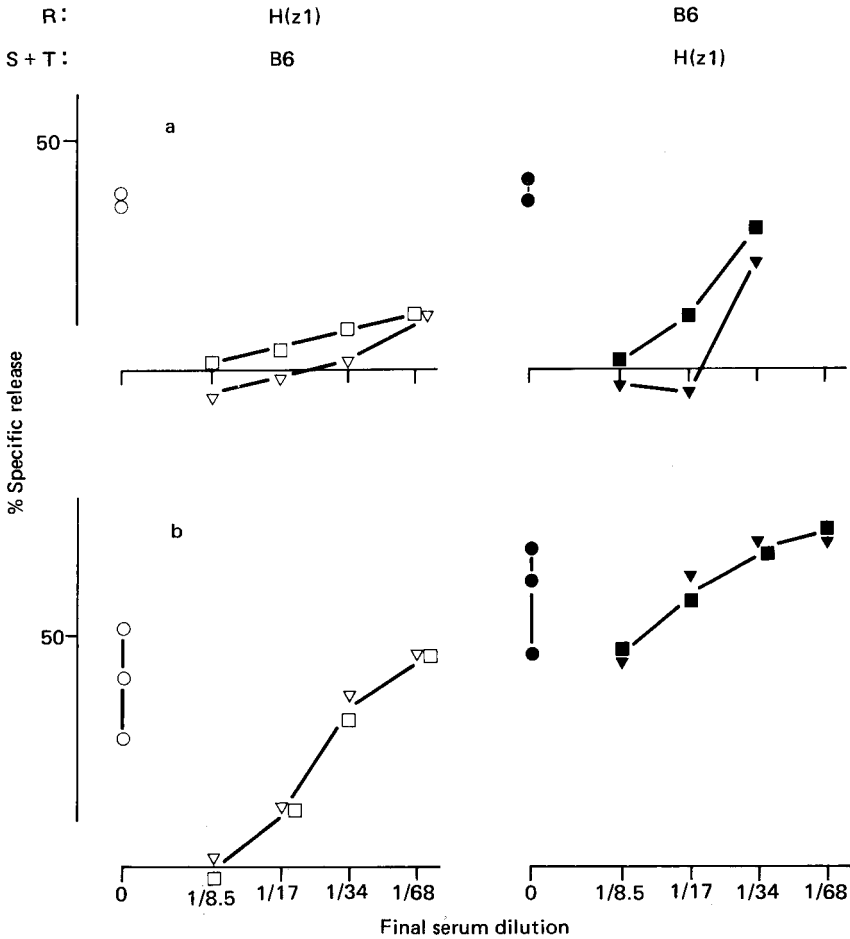 R: H(z1) B6
S + T: B6 H(z1)
a
50
% Specific release
b
50
0 1/8.5 1/17 1/34 1/68 0 1/8.5 1/17 1/34 1/68
Final serum dilution